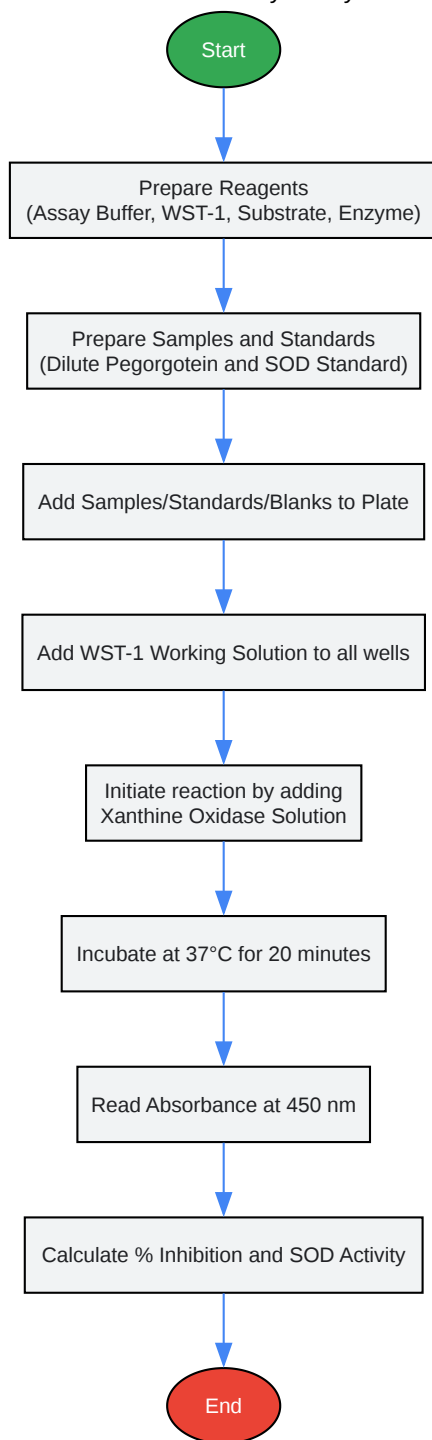 Start
Prepare Reagents
(Assay Buffer, WST-1, Substrate, Enzyme)
Prepare Samples and Standards
(Dilute Pegorgotein and SOD Standard)
Add Samples/Standards/Blanks to Plate
Add WST-1 Working Solution to all wells
Initiate reaction by adding
Xanthine Oxidase Solution
Incubate at 37°C for 20 minutes
Read Absorbance at 450 nm
Calculate % Inhibition and SOD Activity
End